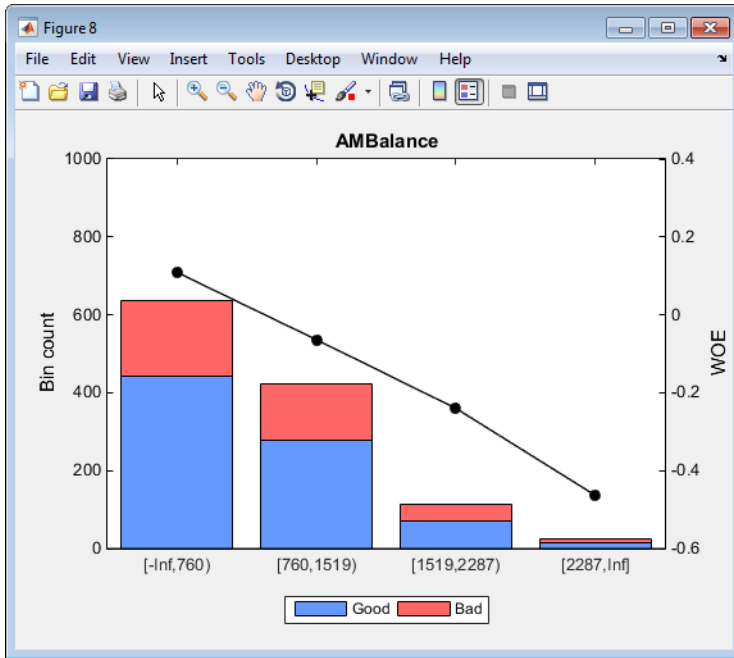 Figure 8
File Edit View Insert Tools Desktop Window Help
AMBalance
1000
800
600
400
200
0
Bin count
0.4
0.2
0
-0.2
-0.4
-0.6
WOE
[-Inf,760) [760,1519) [1519,2287) [2287,Inf]
Good Bad